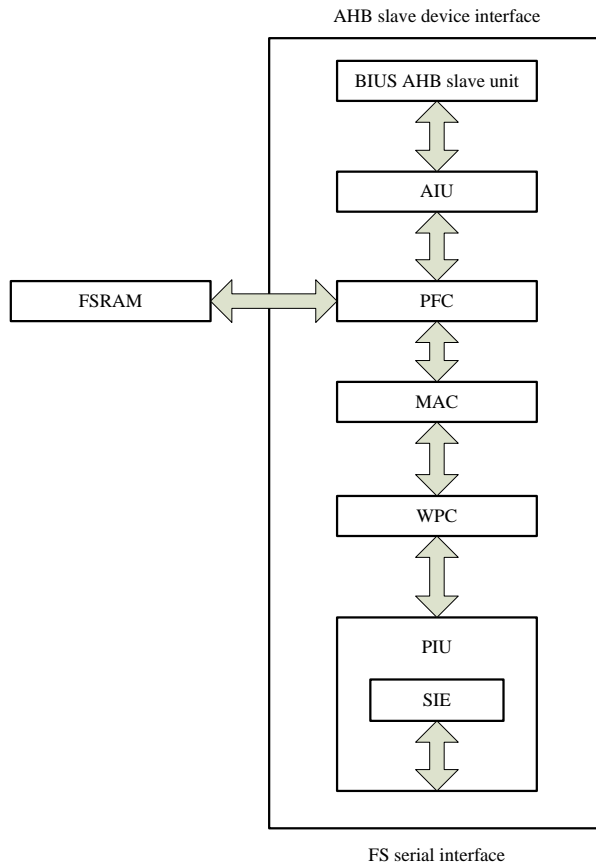 AHB slave device interface
BIUS AHB slave unit
AIU
FSRAM
PFC
MAC
WPC
PIU
SIE
FS serial interface